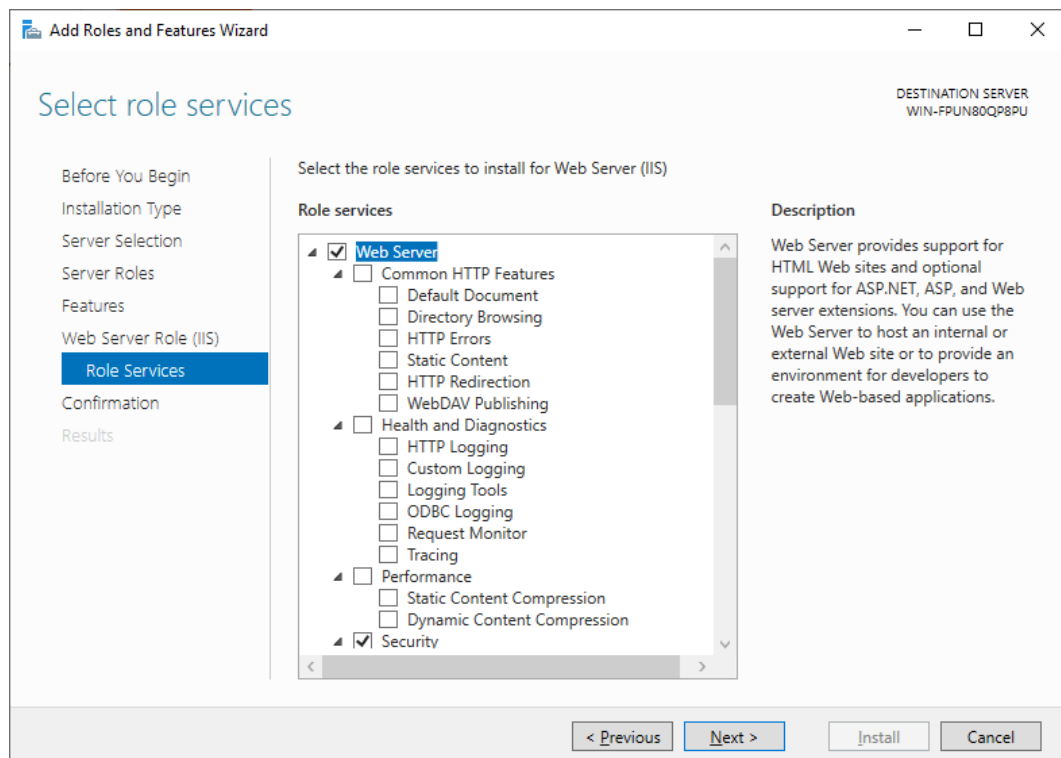 Add Roles and Features Wizard
Select role services
DESTINATION SERVER
WIN-FPUN80QP8PU
Before You Begin
Installation Type
Server Selection
Server Roles
Features
Web Server Role (IIS)
Role Services
Confirmation
Results
Select the role services to install for Web Server (IIS)
Role services
Web Server
Common HTTP Features
Default Document
Directory Browsing
HTTP Errors
Static Content
HTTP Redirection
WebDAV Publishing
Health and Diagnostics
HTTP Logging
Custom Logging
Logging Tools
ODBC Logging
Request Monitor
Tracing
Performance
Static Content Compression
Dynamic Content Compression
Security
Description
Web Server provides support for
HTML Web sites and optional
support for ASP.NET, ASP, and Web
server extensions. You can use the
Web Server to host an internal or
external Web site or to provide an
environment for developers to
create Web-based applications.
< Previous
Next >
Install
Cancel